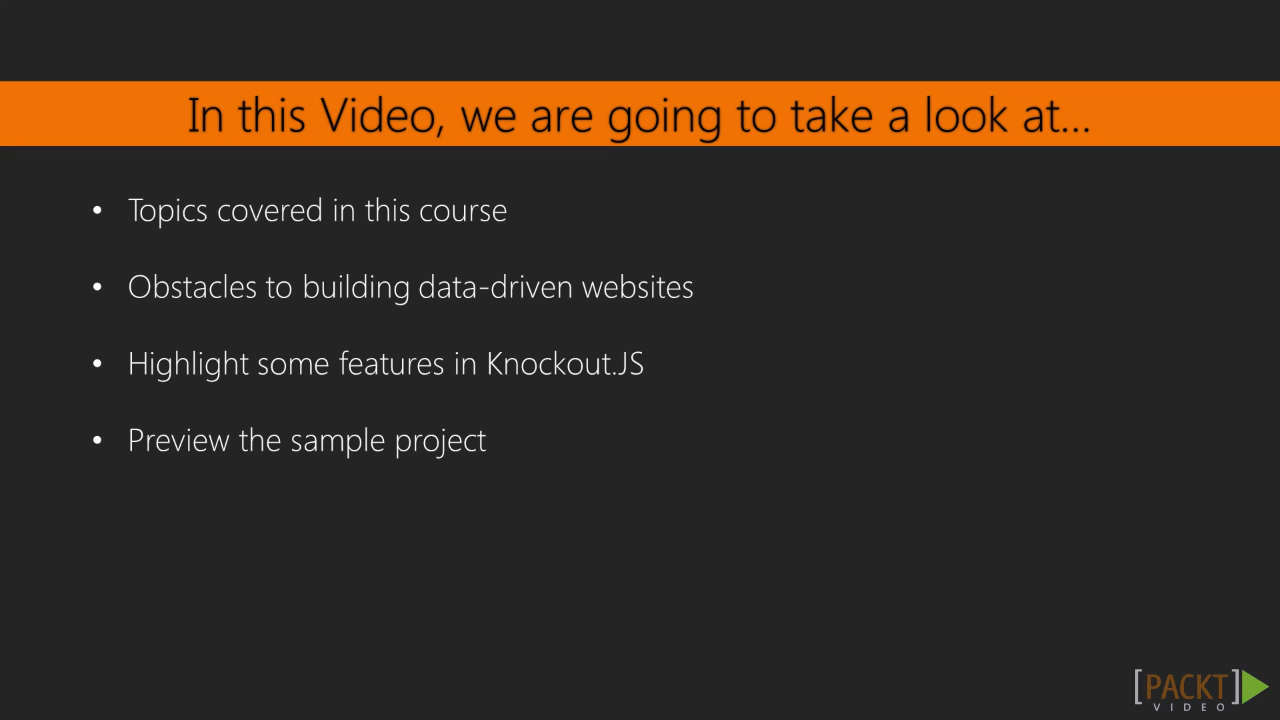 In this Video, we are going to take a look at...
• Topics covered in this course
• Obstacles to building data-driven websites
• Highlight some features in Knockout.JS
• Preview the sample project
[PACKT]
VIDEO